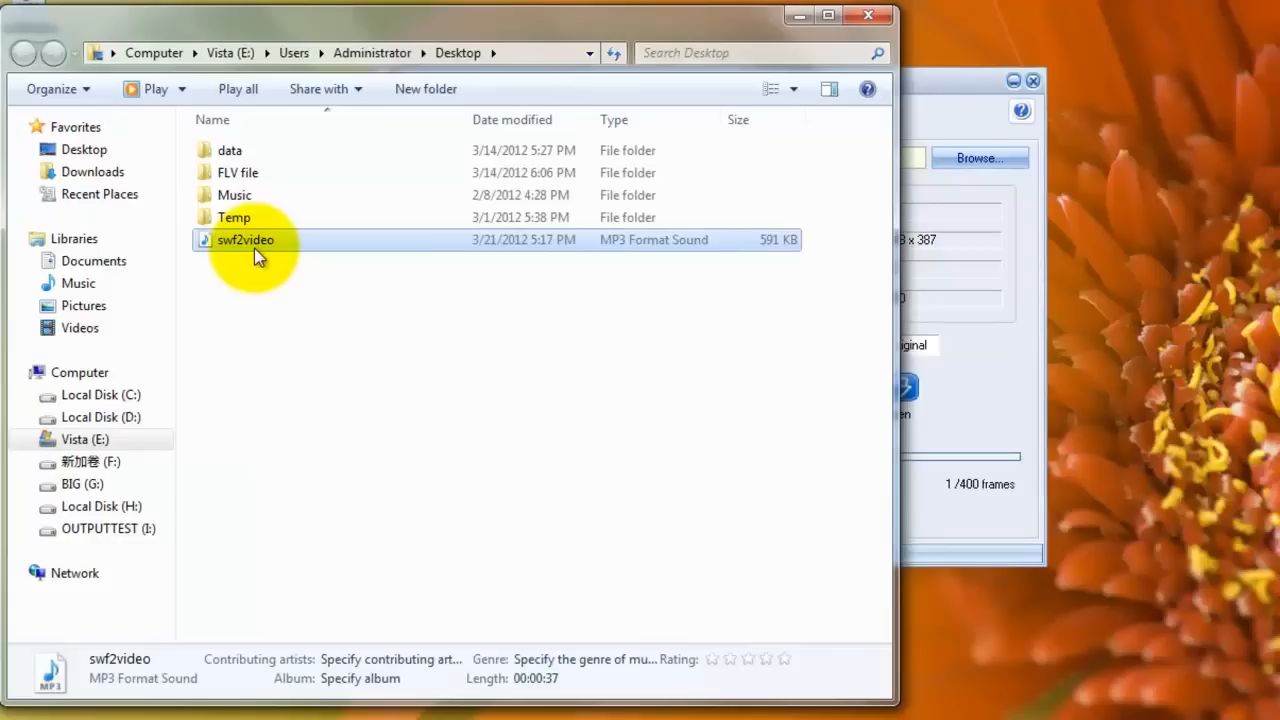 Computer Vista (E:) Users Administrator Desktop Search Desktop
Organize Play Play all Share with New folder
Name Date modified Type Size
Favorites
Desktop
Downloads
Recent Places
Libraries
Documents
Music
Pictures
Videos
Computer
Local Disk (C:)
Local Disk (D:)
Vista (E:)
新加卷 (F:)
BIG (G:)
Local Disk (H:)
OUTPUTTEST (I:)
Network
data 3/14/2012 5:27 PM File folder
FLV file 3/14/2012 6:06 PM File folder
Music 2/8/2012 4:28 PM File folder
Temp 3/1/2012 5:38 PM File folder
swf2video 3/21/2012 5:17 PM MP3 Format Sound 591 KB
swf2video Contributing artists: Specify contributing art... Genre: Specify the genre of mu... Rating:
MP3 Format Sound Album: Specify album Length: 00:00:37
MP3
Browse...
x 387
1 /400 frames